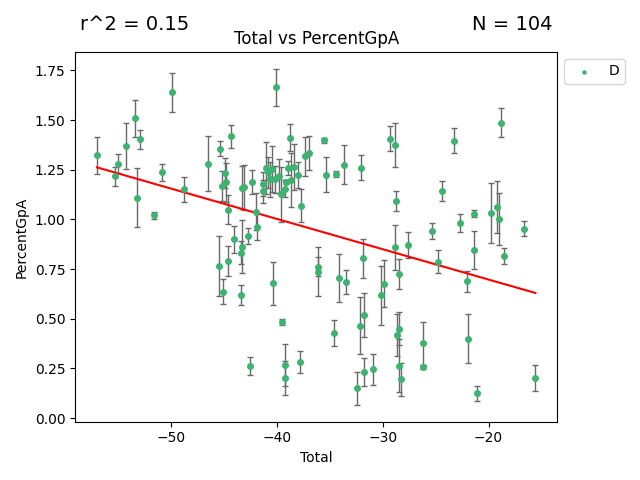 r^2 = 0.15
N = 104
Total vs PercentGpA
D
PercentGpA
1.75
1.50
1.25
1.00
0.75
0.50
0.25
0.00
−50
−40
−30
−20
Total